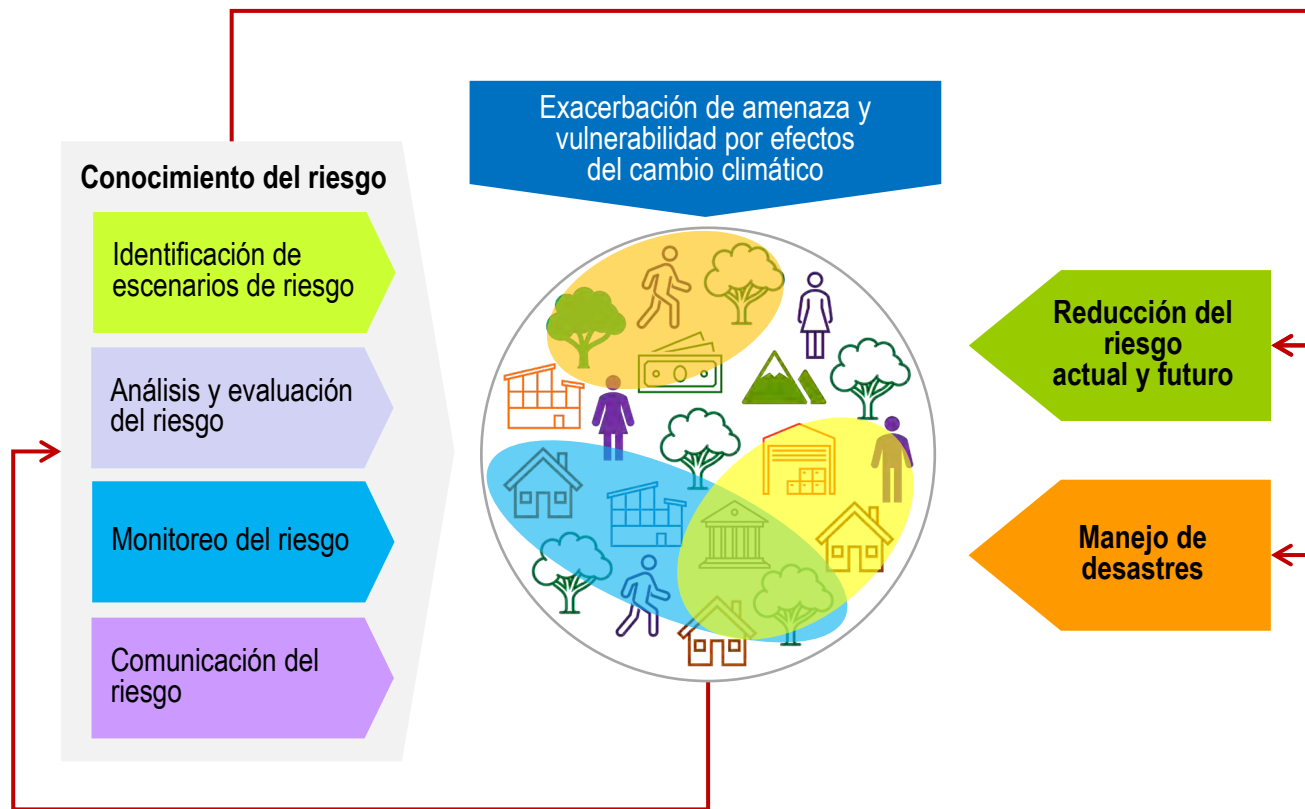 Exacerbación de amenaza y
vulnerabilidad por efectos
del cambio climático
Conocimiento del riesgo
Identificación de
escenarios de riesgo
Análisis y evaluación
del riesgo
Monitoreo del riesgo
Comunicación del
riesgo
Reducción del
riesgo
actual y futuro
Manejo de
desastres